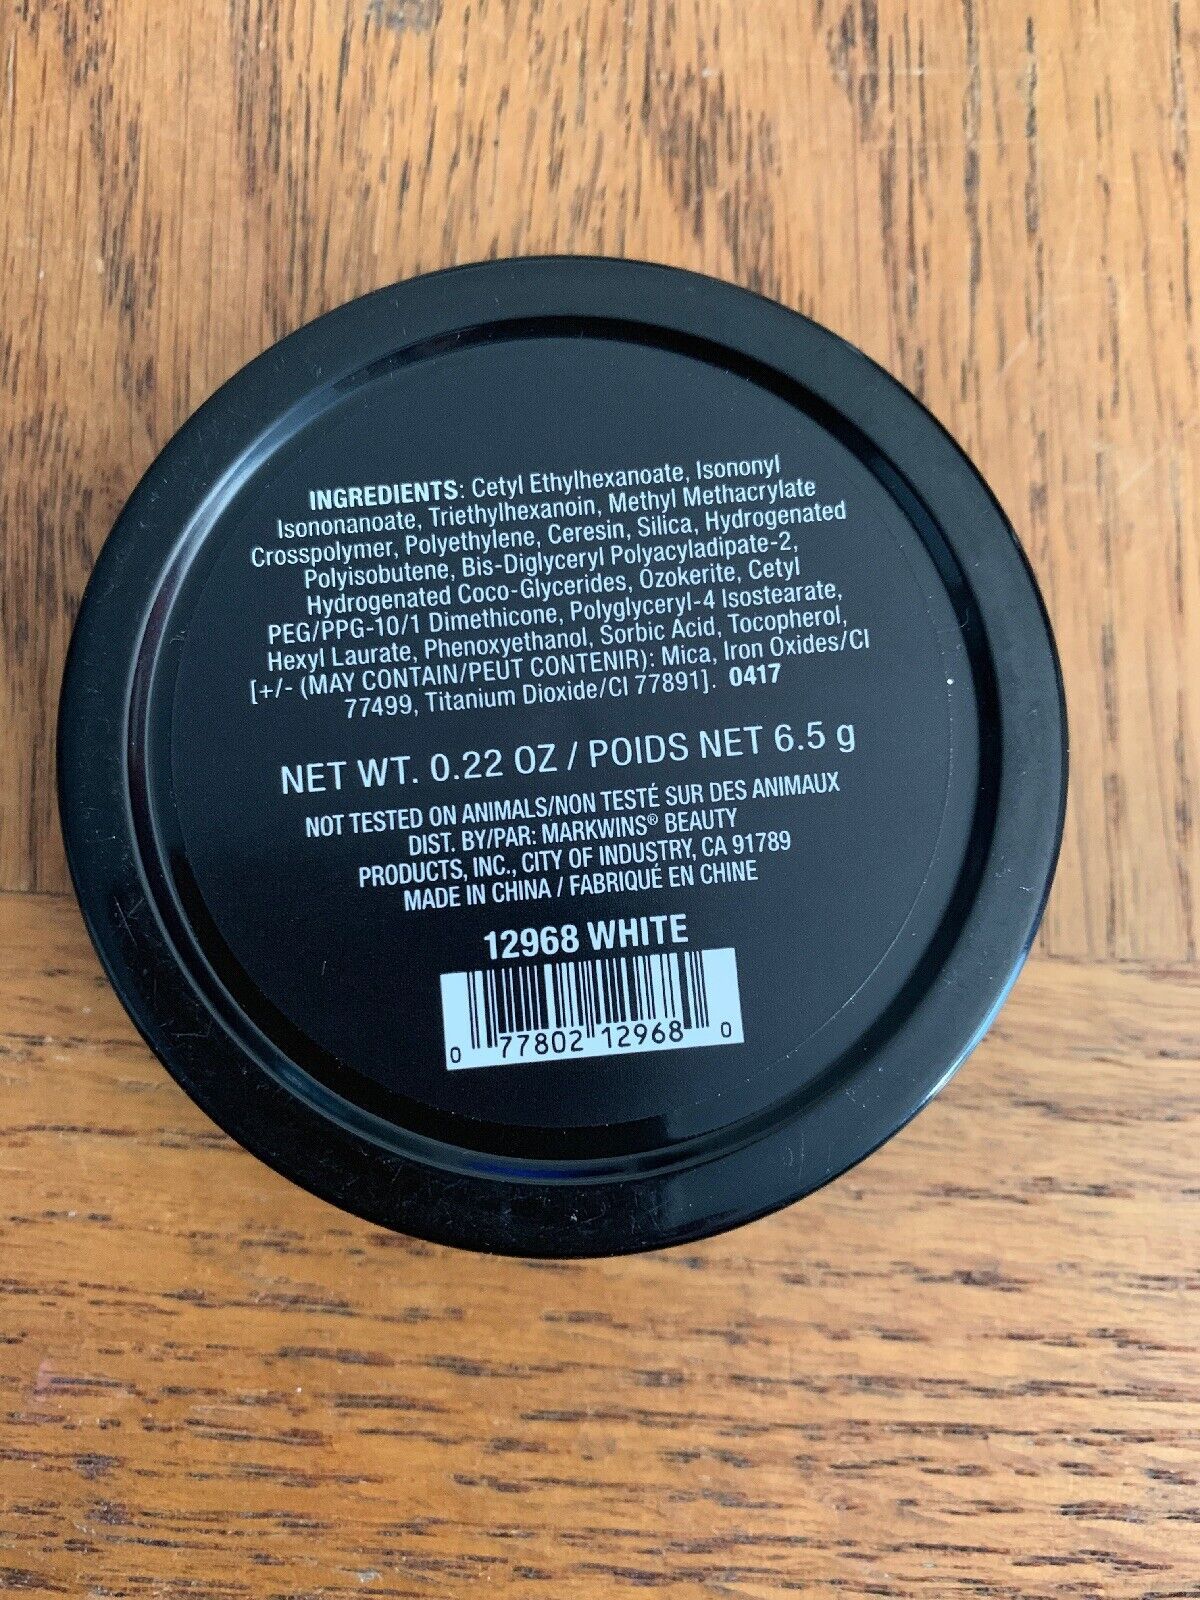 INGREDIENTS: Cetyl Ethylhexanoate, Isononyl
Isononanoate, Triethylhexanoin, Methyl Methacrylate
Crosspolymer, Polyethylene, Ceresin, Silica, Hydrogenated
Polyisobutene, Bis-Diglyceryl Polyacyladipate-2,
Hydrogenated Coco-Glycerides, Ozokerite, Cetyl
PEG/PPG-10/1 Dimethicone, Polyglyceryl-4 Isostearate,
Hexyl Laurate, Phenoxyethanol, Sorbic Acid, Tocopherol,
[+/- (MAY CONTAIN/PEUT CONTENIR): Mica, Iron Oxides/CI
77499, Titanium Dioxide/CI 77891]. 0417
NET WT. 0.22 OZ / POIDS NET 6.5 g
NOT TESTED ON ANIMALS/NON TESTÉ SUR DES ANIMAUX
DIST. BY/PAR: MARKWINS® BEAUTY
PRODUCTS, INC., CITY OF INDUSTRY, CA 91789
MADE IN CHINA / FABRIQUÉ EN CHINE
12968 WHITE
0 77802 12968 0